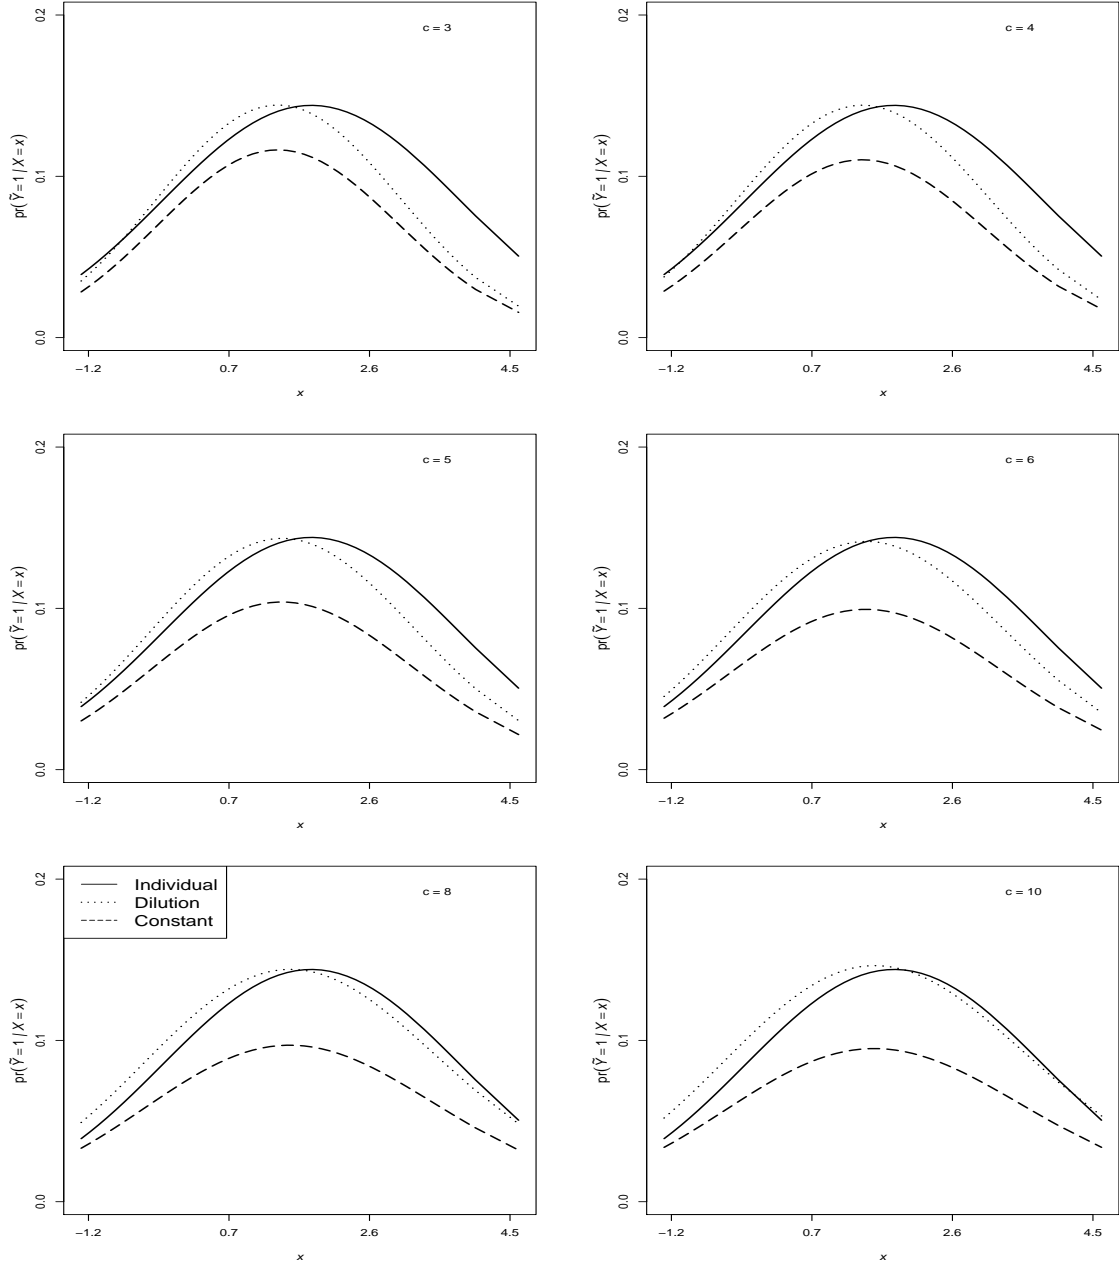 0.2
c = 3
pr(Ỹ = 1 | X = x)
0.1
0.0
−1.2 0.7 2.6 4.5
x
0.2
c = 4
pr(Ỹ = 1 | X = x)
0.1
0.0
−1.2 0.7 2.6 4.5
x
0.2
c = 5
pr(Ỹ = 1 | X = x)
0.1
0.0
−1.2 0.7 2.6 4.5
x
0.2
c = 6
pr(Ỹ = 1 | X = x)
0.1
0.0
−1.2 0.7 2.6 4.5
x
0.2
Individual
Dilution
Constant
c = 8
pr(Ỹ = 1 | X = x)
0.1
0.0
−1.2 0.7 2.6 4.5
x
0.2
c = 10
pr(Ỹ = 1 | X = x)
0.1
0.0
−1.2 0.7 2.6 4.5
x